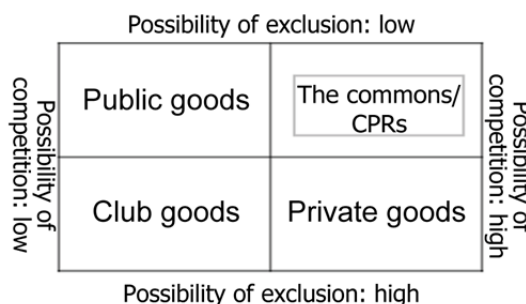 Possibility of exclusion: low
Possibility of
competition: low
Public goods
The commons/
CPRs
Possibility of
competition: high
Club goods
Private goods
Possibility of exclusion: high